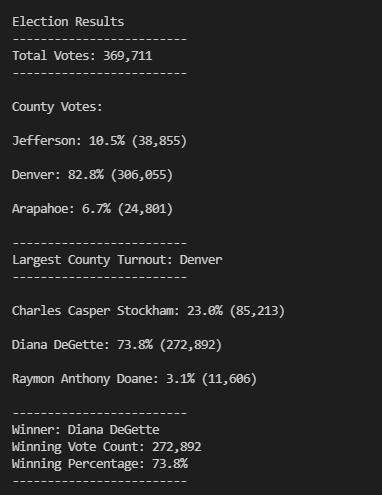 Election Results
-------------------------
Total Votes: 369,711
-------------------------
County Votes:
Jefferson: 10.5% (38,855)
Denver: 82.8% (306,055)
Arapahoe: 6.7% (24,801)
-------------------------
Largest County Turnout: Denver
-------------------------
Charles Casper Stockham: 23.0% (85,213)
Diana DeGette: 73.8% (272,892)
Raymon Anthony Doane: 3.1% (11,606)
-------------------------
Winner: Diana DeGette
Winning Vote Count: 272,892
Winning Percentage: 73.8%
-------------------------